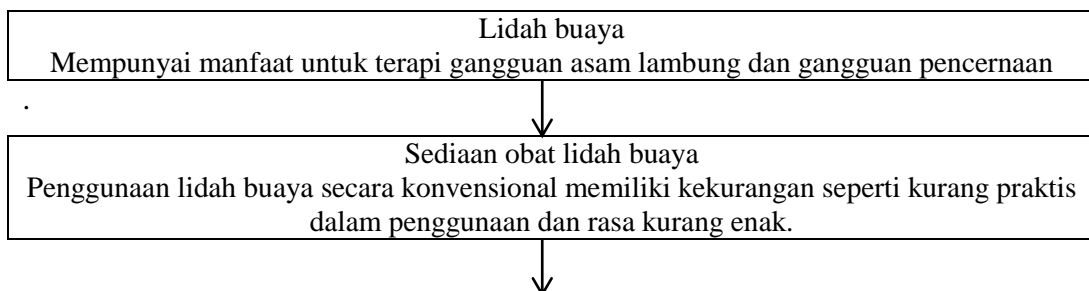 Lidah buaya
Mempunyai manfaat untuk terapi gangguan asam lambung dan gangguan pencernaan
.
Sediaan obat lidah buaya
Penggunaan lidah buaya secara konvensional memiliki kekurangan seperti kurang praktis
dalam penggunaan dan rasa kurang enak.